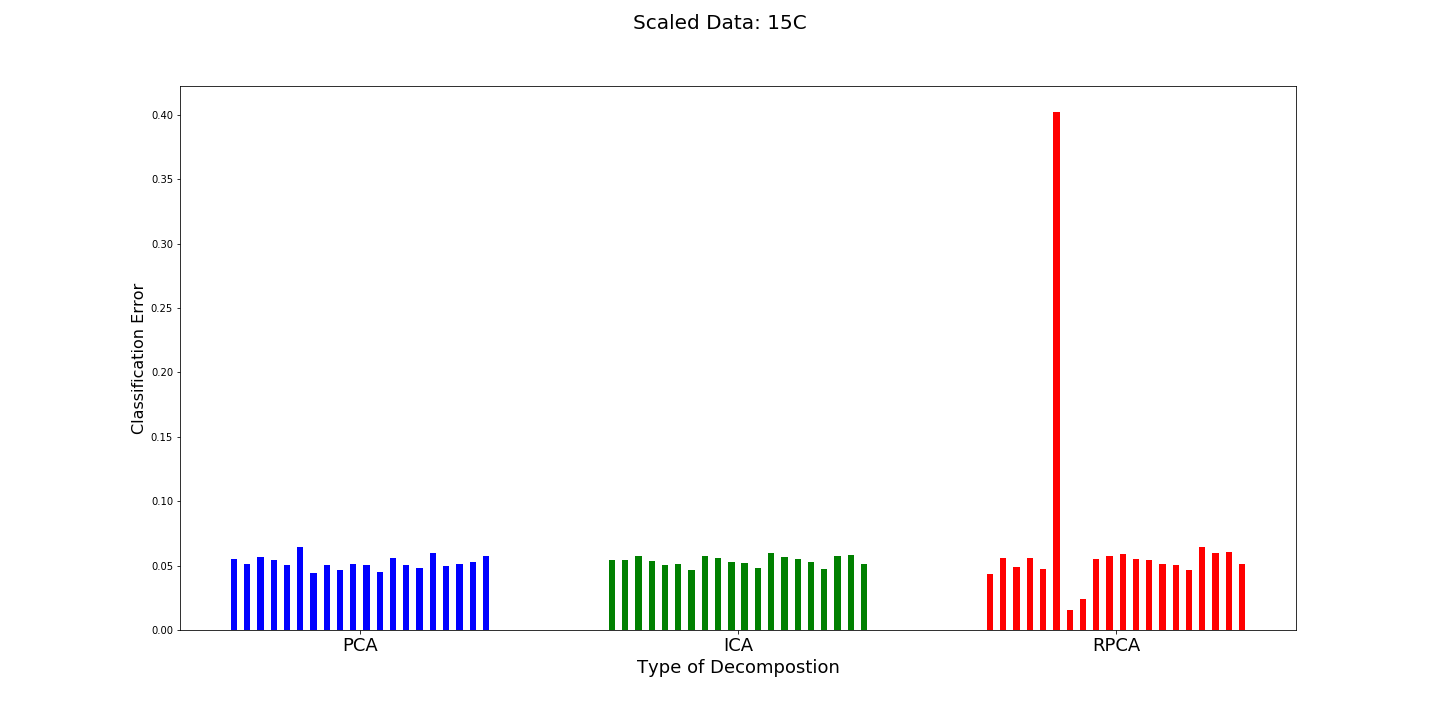 Scaled Data: 15C
0.40
0.35
0.30
0.25
0.20
0.15
0.10
0.05
0.00
Classification Error
PCA ICA RPCA
Type of Decompostion